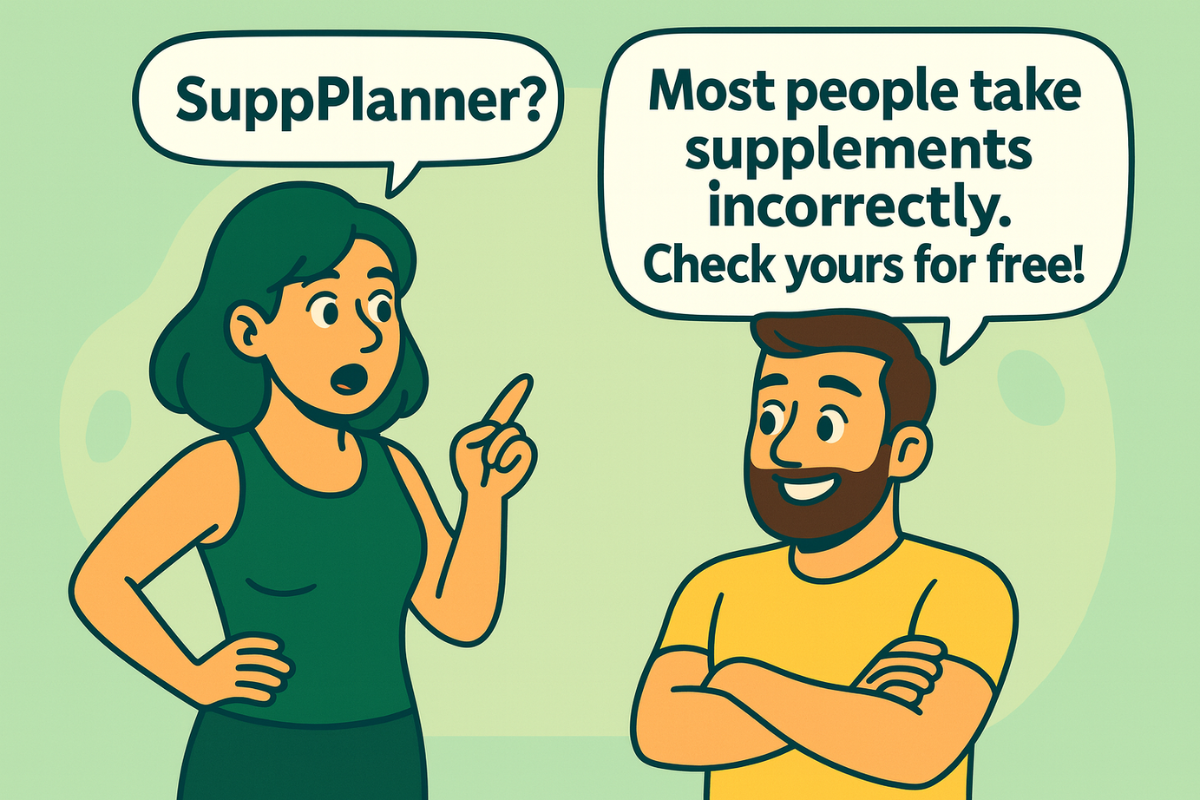 SuppPlanner?
Most people take
supplements
incorrectly.
Check yours for free!